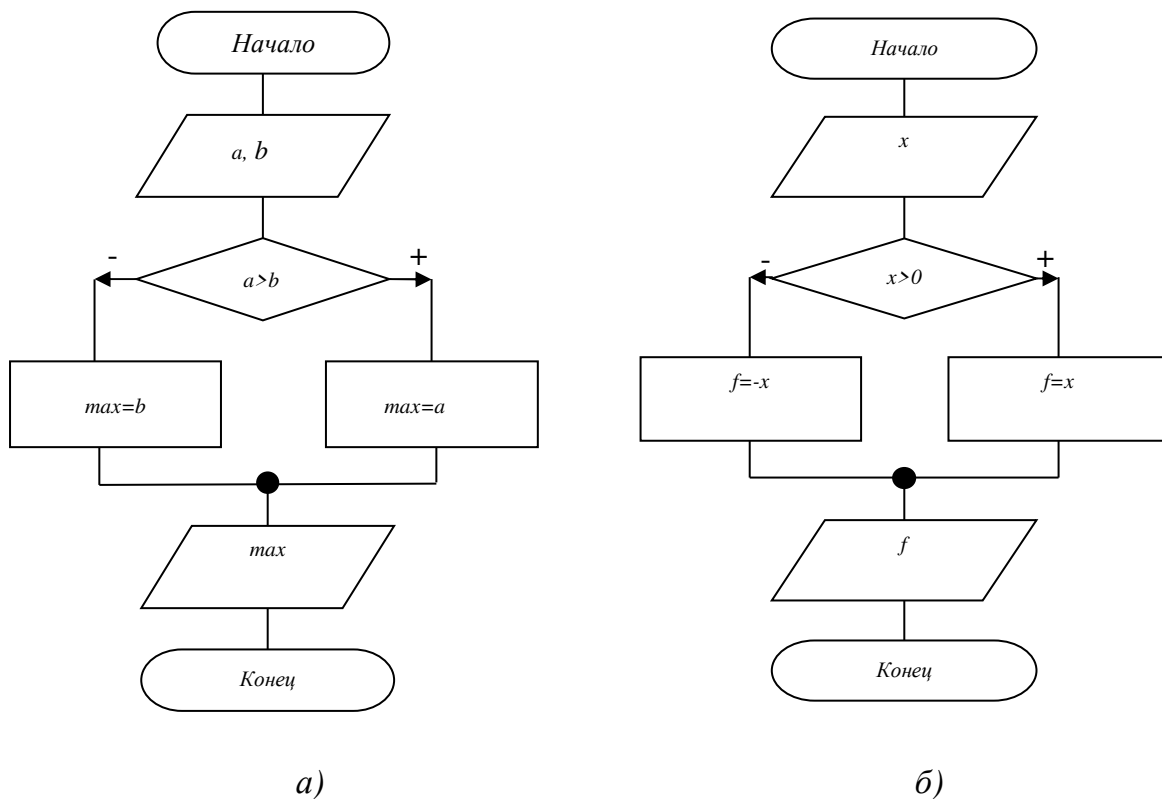 Начало
a, b
-
+
a>b
max=b
max=a
max
Конец
а)
Начало
x
-
+
x>0
f=-x
f=x
f
Конец
б)